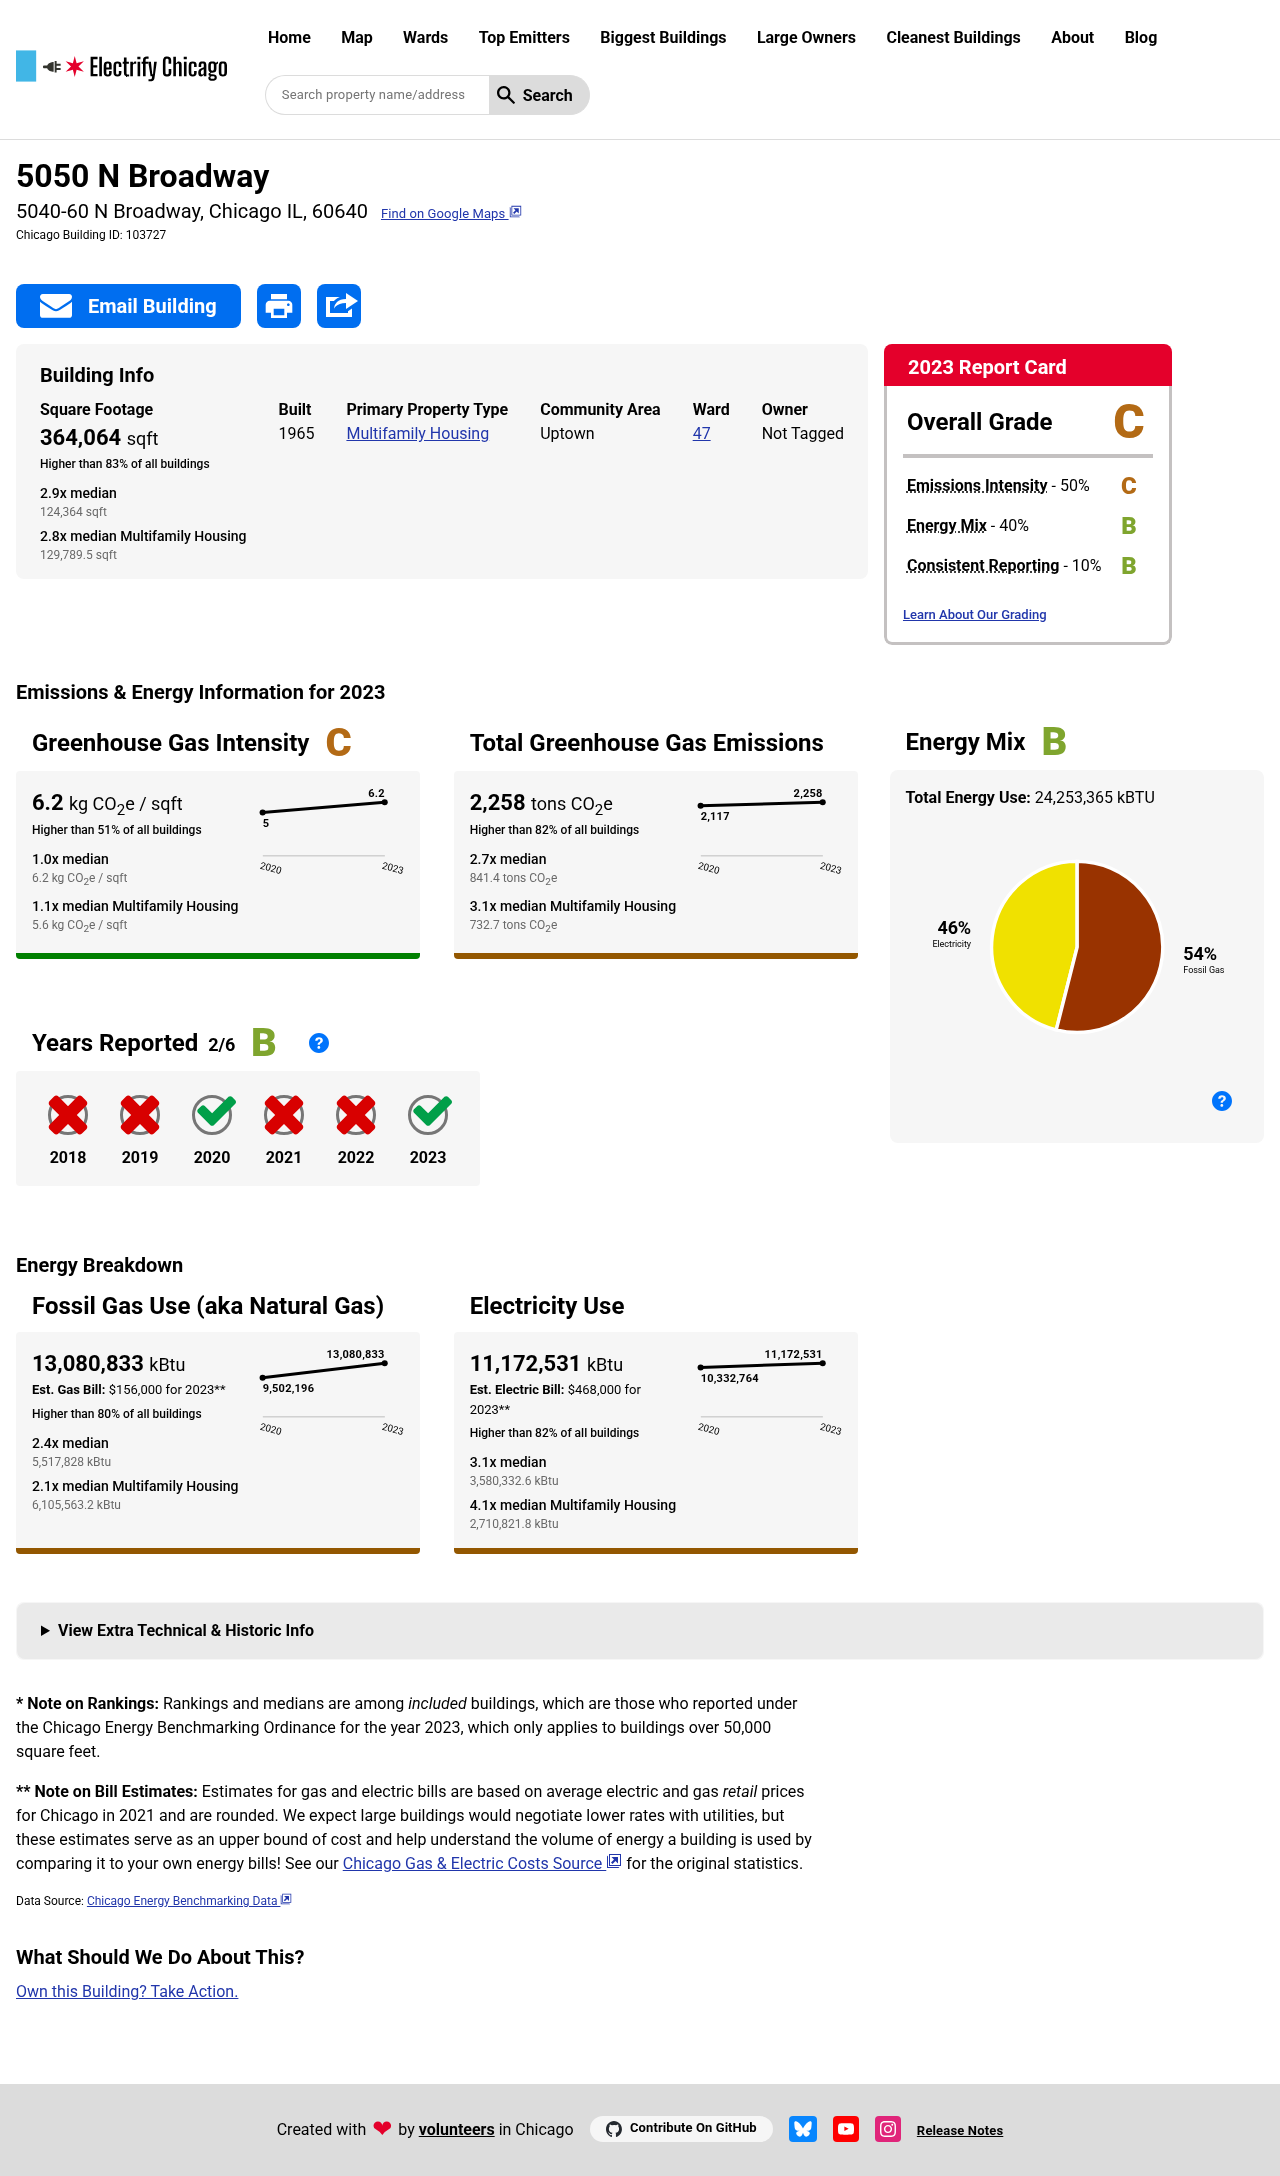 Home Map Wards Top Emitters Biggest Buildings Large Owners Cleanest Buildings About Blog
Electrify Chicago
Search property name/address Search
5050 N Broadway
5040-60 N Broadway, Chicago IL, 60640 Find on Google Maps
Chicago Building ID: 103727
Email Building
Building Info
Square Footage
364,064 sqft
Higher than 83% of all buildings
2.9x median
124,364 sqft
2.8x median Multifamily Housing
129,789.5 sqft
Built
1965
Primary Property Type
Multifamily Housing
Community Area
Uptown
Ward
47
Owner
Not Tagged
2023 Report Card
Overall Grade C
Emissions Intensity - 50% C
Energy Mix - 40% B
Consistent Reporting - 10% B
Learn About Our Grading
Emissions & Energy Information for 2023
Greenhouse Gas Intensity C
6.2 kg CO2e / sqft
Higher than 51% of all buildings
1.0x median
6.2 kg CO2e / sqft
1.1x median Multifamily Housing
5.6 kg CO2e / sqft
6.2
5
2020 2023
Total Greenhouse Gas Emissions
2,258 tons CO2e
Higher than 82% of all buildings
2.7x median
841.4 tons CO2e
3.1x median Multifamily Housing
732.7 tons CO2e
2,258
2,117
2020 2023
Energy Mix B
Total Energy Use: 24,253,365 kBTU
46%
Electricity
54%
Fossil Gas
?
Years Reported 2/6 B ?
2018 2019 2020 2021 2022 2023
Energy Breakdown
Fossil Gas Use (aka Natural Gas)
13,080,833 kBtu
Est. Gas Bill: $156,000 for 2023**
Higher than 80% of all buildings
2.4x median
5,517,828 kBtu
2.1x median Multifamily Housing
6,105,563.2 kBtu
13,080,833
9,502,196
2020 2023
Electricity Use
11,172,531 kBtu
Est. Electric Bill: $468,000 for
2023**
Higher than 82% of all buildings
3.1x median
3,580,332.6 kBtu
4.1x median Multifamily Housing
2,710,821.8 kBtu
11,172,531
10,332,764
2020 2023
View Extra Technical & Historic Info
* Note on Rankings: Rankings and medians are among included buildings, which are those who reported under
the Chicago Energy Benchmarking Ordinance for the year 2023, which only applies to buildings over 50,000
square feet.
** Note on Bill Estimates: Estimates for gas and electric bills are based on average electric and gas retail prices
for Chicago in 2021 and are rounded. We expect large buildings would negotiate lower rates with utilities, but
these estimates serve as an upper bound of cost and help understand the volume of energy a building is used by
comparing it to your own energy bills! See our Chicago Gas & Electric Costs Source for the original statistics.
Data Source: Chicago Energy Benchmarking Data
What Should We Do About This?
Own this Building? Take Action.
Created with ❤ by volunteers in Chicago Contribute On GitHub Release Notes